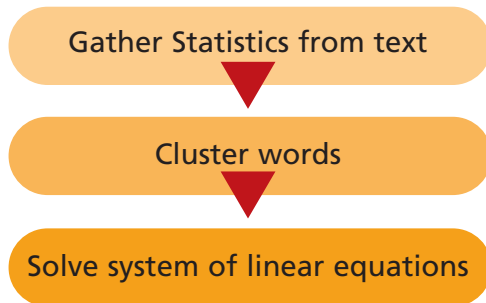 Gather Statistics from text
Cluster words
Solve system of linear equations